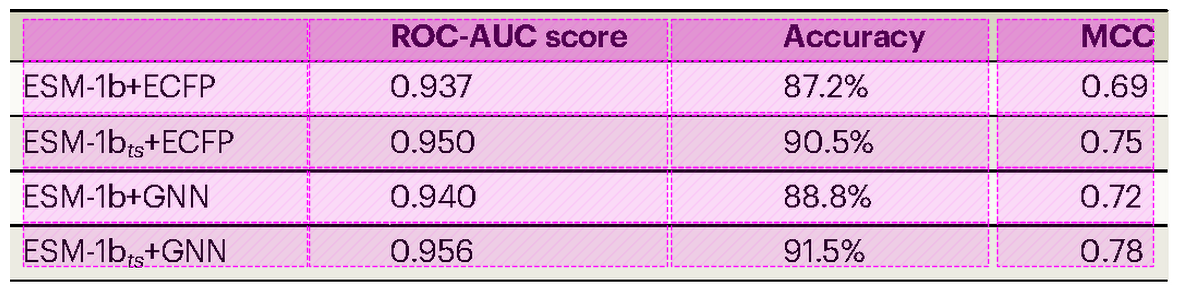 ROC-AUC score Accuracy MCC
ESM-1b+ECFP 0.937 87.2% 0.69
ESM-1bts+ECFP 0.950 90.5% 0.75
ESM-1b+GNN 0.940 88.8% 0.72
ESM-1bts+GNN 0.956 91.5% 0.78